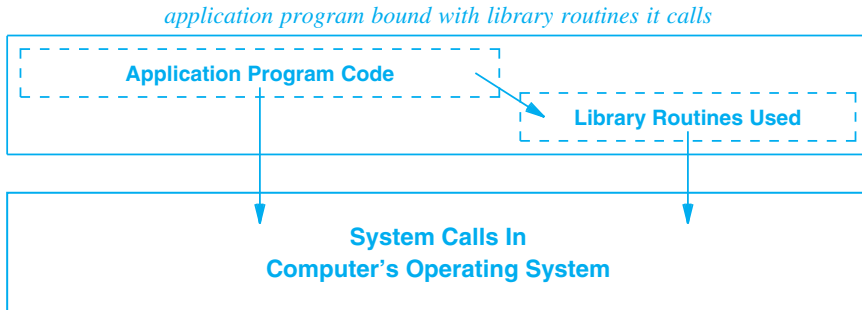 application program bound with library routines it calls
Application Program Code
Library Routines Used
System Calls In
Computer’s Operating System